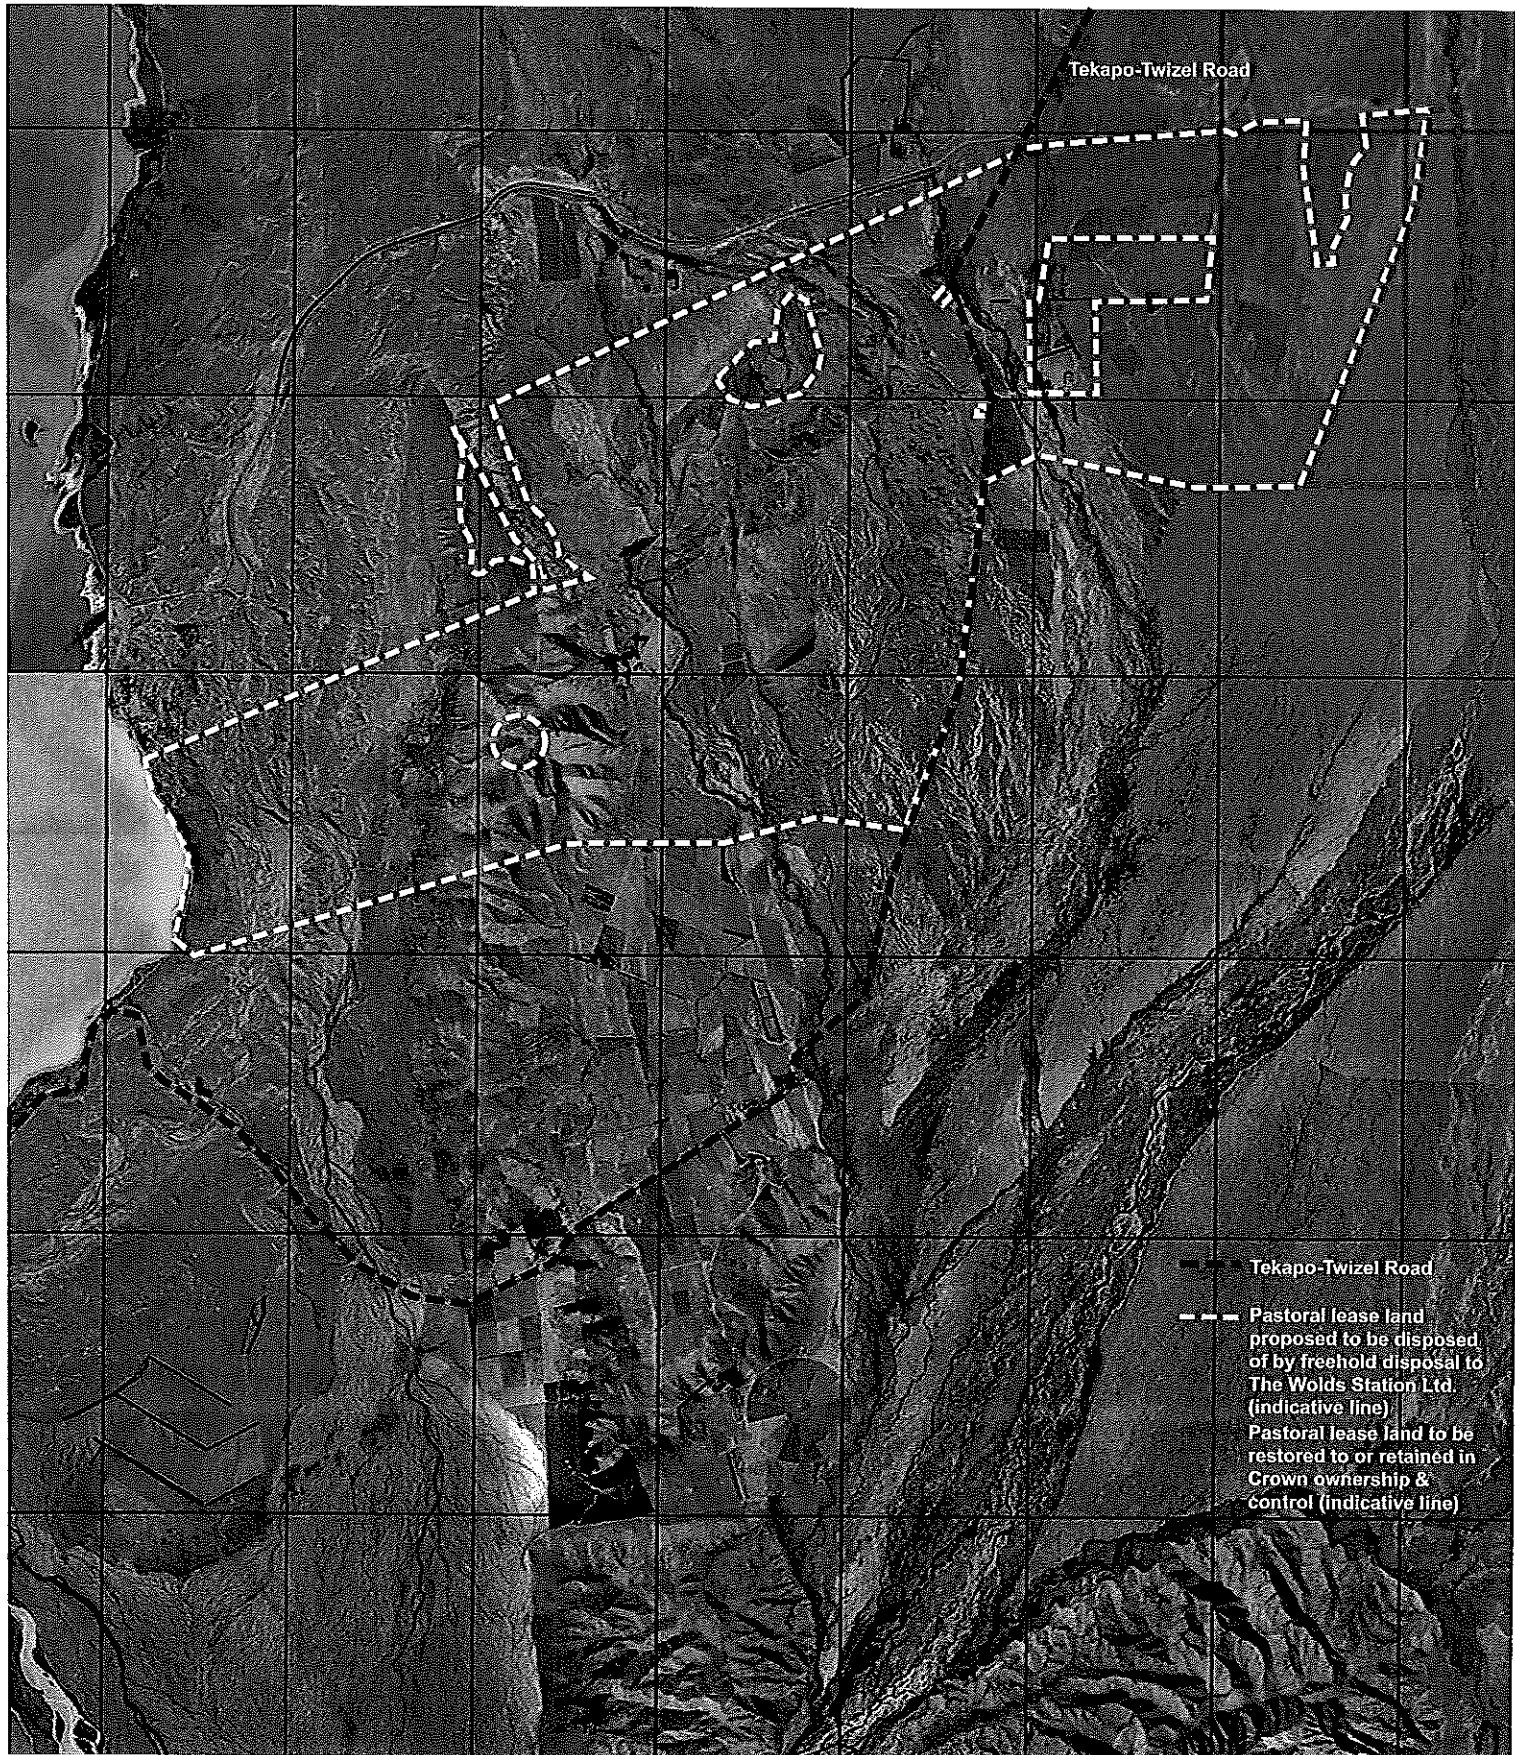 Tekapo-Twizel Road
Tekapo-Twizel Road
Pastoral lease land
proposed to be disposed
of by freehold disposal to
The Wolds Station Ltd.
(indicative line)
Pastoral lease land to be
restored to or retained in
Crown ownership &
control (indicative line)